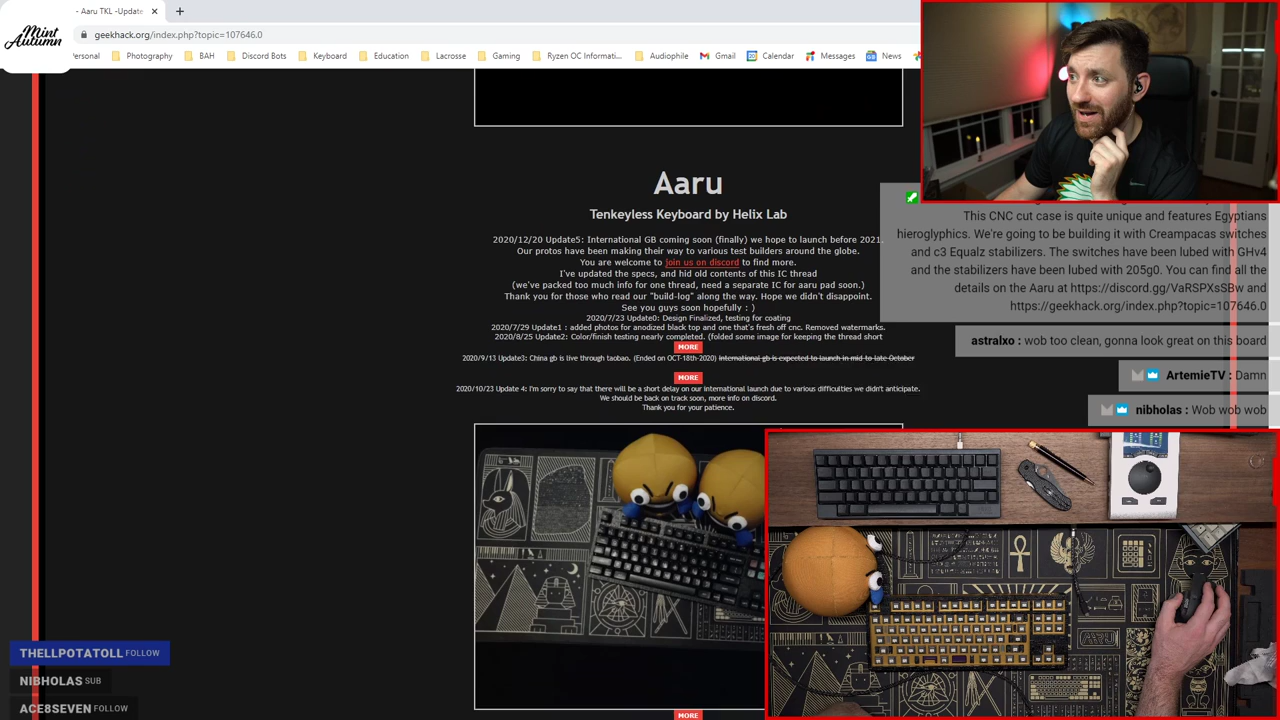 Mint
Autumn
- Aaru TKL -Update
geekhack.org/index.php?topic=107646.0
Personal
Photography
BAH
Discord Bots
Keyboard
Education
Lacrosse
Gaming
Ryzen OC Informati...
Audiophile
Gmail
Calendar
Messages
News
Aaru
Tenkeyless Keyboard by Helix Lab
2020/12/20 Update5: International GB coming soon (finally) we hope to launch before 2021.
Our protos have been making their way to various test builders around the globe.
You are welcome to join us on discord to find more.
I've updated the specs, and hid old contents of this IC thread
(we've packed too much info for one thread, need a separate IC for aaru pad soon.)
Thank you for those who read our "build-log" along the way. Hope we didn't disappoint.
See you guys soon hopefully : )
2020/7/23 Update0: Design Finalized, testing for coating
2020/7/29 Update1 : added photos for anodized black top and one that's fresh off cnc. Removed watermarks.
2020/8/25 Update2: Color/finish testing nearly completed. (folded some image for keeping the thread short
MORE
2020/9/13 Update3: China gb is live through taobao. (Ended on OCT-18th-2020) International gb is expected to launch in mid to late October
MORE
2020/10/23 Update 4: I'm sorry to say that there will be a short delay on our international launch due to various difficulties we didn't anticipate.
We should be back on track soon, more info on discord.
Thank you for your patience.
MORE
This CNC cut case is quite unique and features Egyptians
hieroglyphics. We're going to be building it with Creampacas switches
and c3 Equalz stabilizers. The switches have been lubed with GHv4
and the stabilizers have been lubed with 205g0. You can find all the
details on the Aaru at https://discord.gg/VaRSPXsSBw and
https://geekhack.org/index.php?topic=107646.0
astralxo : wob too clean, gonna look great on this board
ArtemieTV : Damn
nibholas : Wob wob wob
AARU
THELLPOTATOLL FOLLOW
NIBHOLAS SUB
ACE8SEVEN FOLLOW